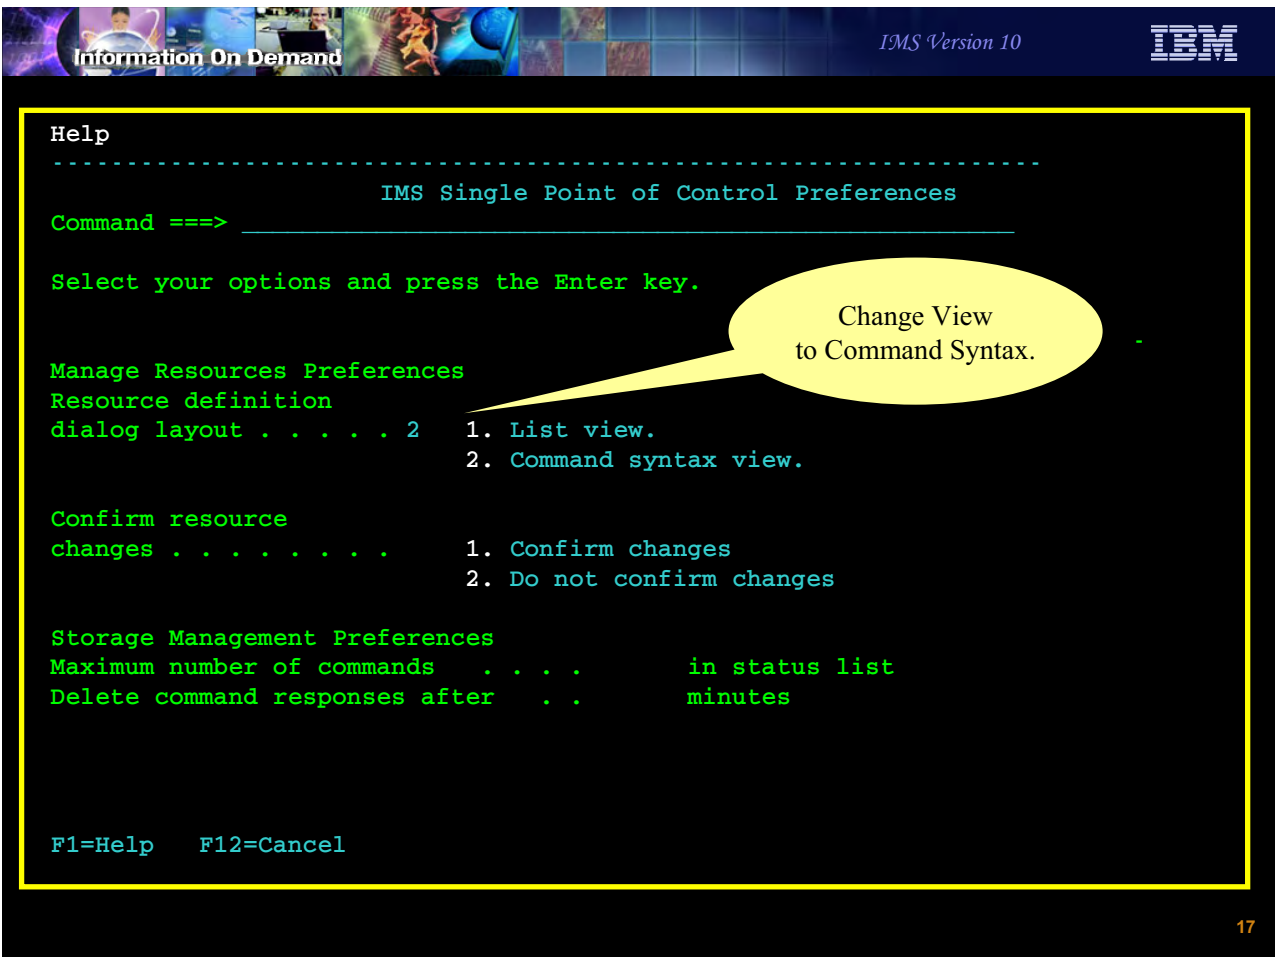 Information On Demand
IMS Version 10
IBM
Help
-------------------------------------------------------------------
IMS Single Point of Control Preferences
Command ===> ____________________________________________________
Select your options and press the Enter key.
Change View
to Command Syntax.
-
Manage Resources Preferences
Resource definition
dialog layout . . . . . 2 1. List view.
2. Command syntax view.
Confirm resource
changes . . . . . . . . 1. Confirm changes
2. Do not confirm changes
Storage Management Preferences
Maximum number of commands . . . . in status list
Delete command responses after . . minutes
F1=Help F12=Cancel
17